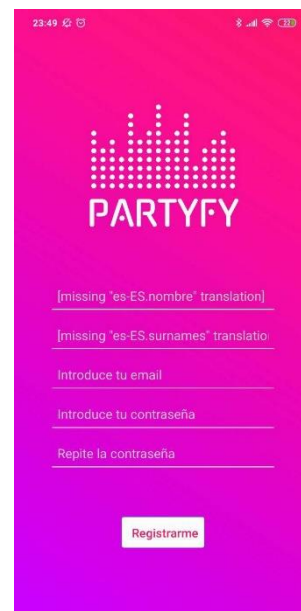 23:49
PARTYFY
[missing "es-ES.nombre" translation]
[missing "es-ES.surnames" translatio
Introduce tu email
Introduce tu contraseña
Repite la contraseña
Registrarme